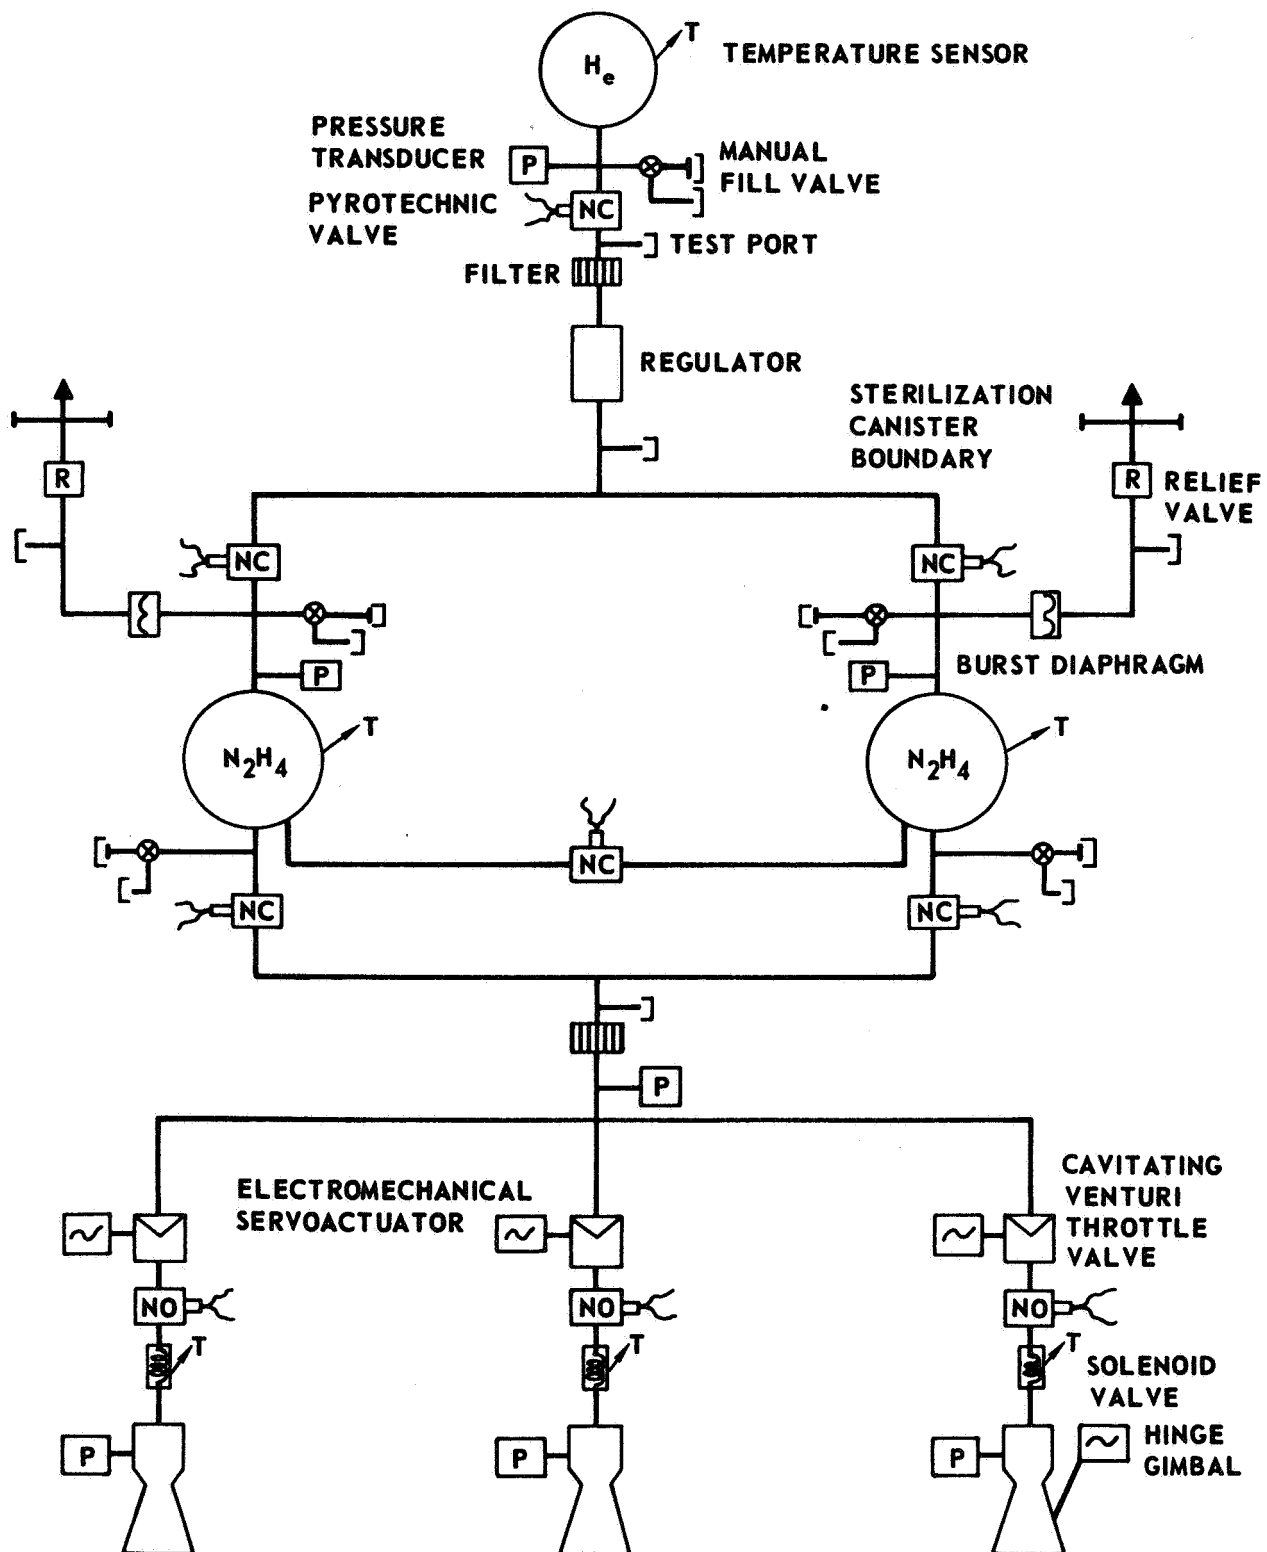 He
T
TEMPERATURE SENSOR
PRESSURE
TRANSDUCER
P
MANUAL
FILL VALVE
PYROTECHNIC
VALVE
NC
TEST PORT
FILTER
REGULATOR
STERILIZATION
CANISTER
BOUNDARY
R
R
RELIEF
VALVE
NC
NC
P
P
BURST DIAPHRAGM
N2H4
T
N2H4
T
NC
NC
NC
P
CAVITATING
VENTURI
THROTTLE
VALVE
ELECTROMECHANICAL
SERVOACTUATOR
NO
NO
NO
T
T
T
SOLENOID
VALVE
P
P
P
HINGE
GIMBAL